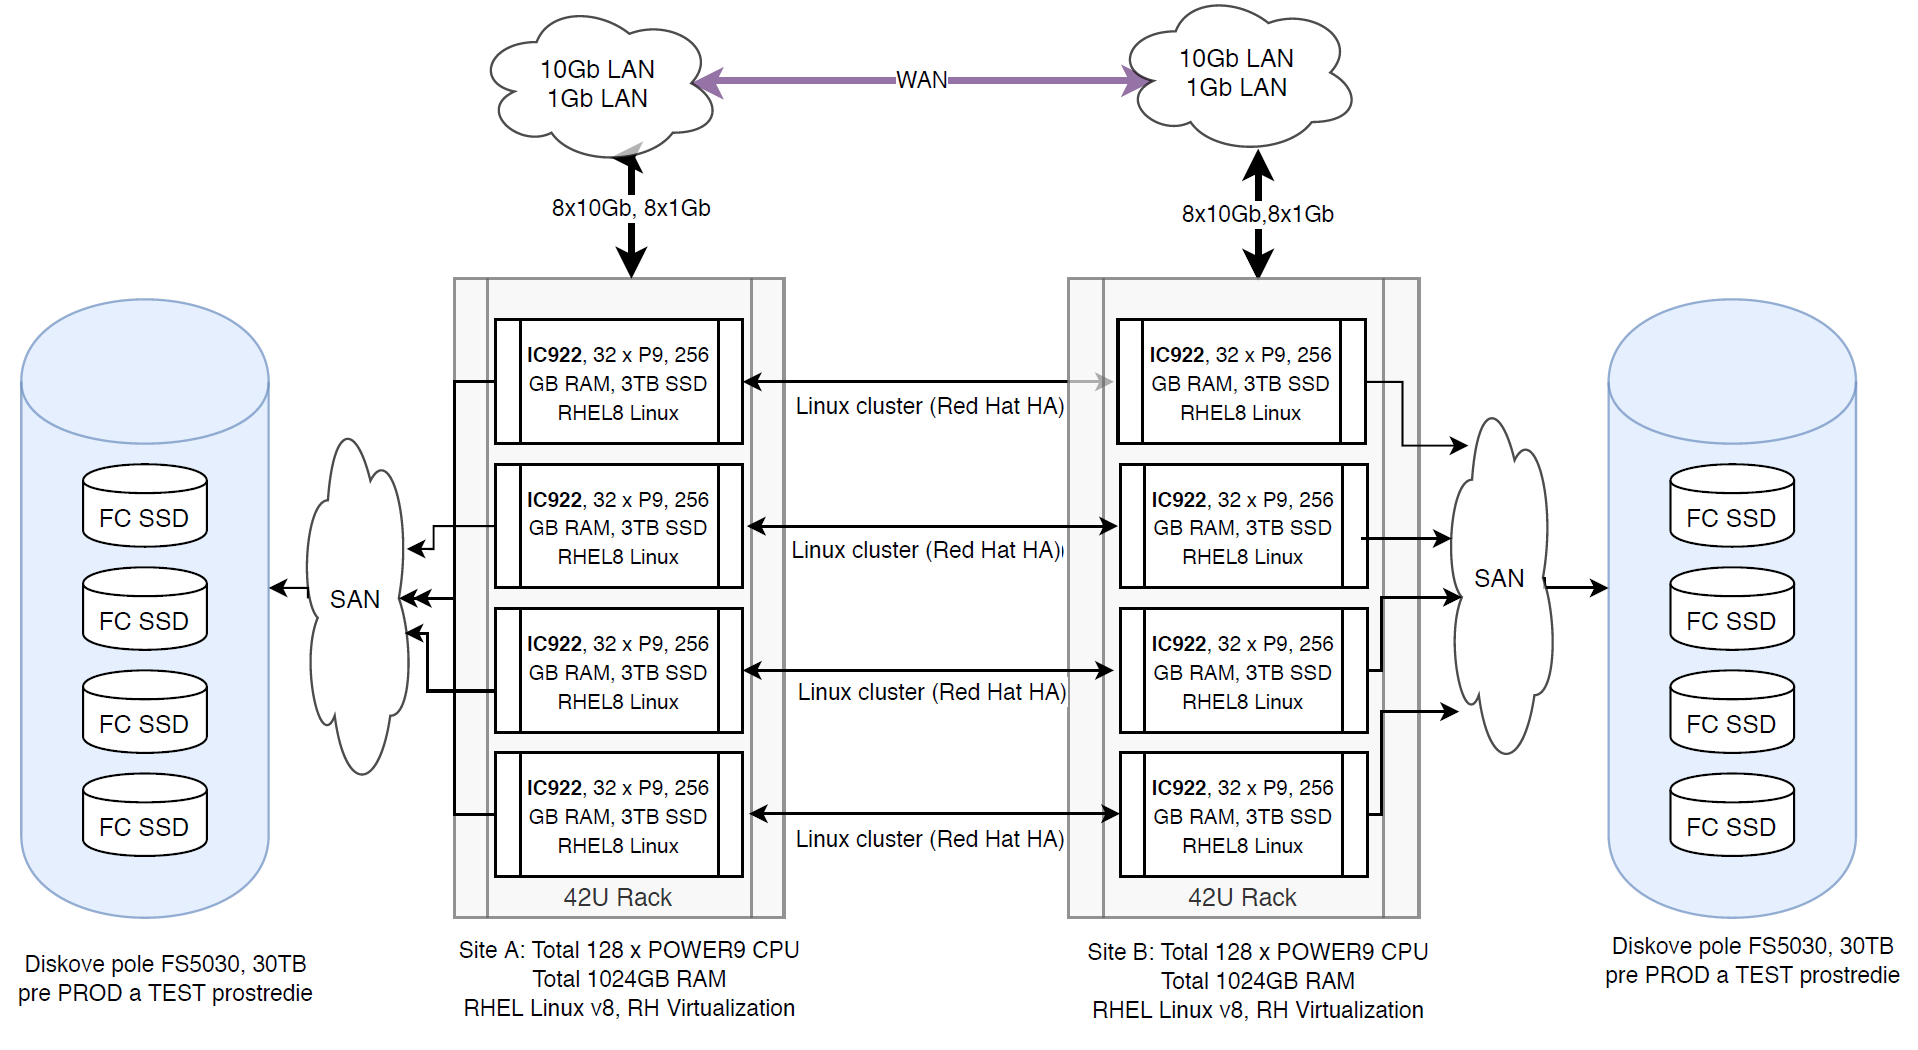 10Gb LAN
1Gb LAN
WAN
10Gb LAN
1Gb LAN
8x10Gb, 8x1Gb
8x10Gb,8x1Gb
FC SSD
FC SSD
FC SSD
FC SSD
Diskove pole FS5030, 30TB
pre PROD a TEST prostredie
SAN
IC922, 32 x P9, 256
GB RAM, 3TB SSD
RHEL8 Linux
IC922, 32 x P9, 256
GB RAM, 3TB SSD
RHEL8 Linux
IC922, 32 x P9, 256
GB RAM, 3TB SSD
RHEL8 Linux
IC922, 32 x P9, 256
GB RAM, 3TB SSD
RHEL8 Linux
42U Rack
Site A: Total 128 x POWER9 CPU
Total 1024GB RAM
RHEL Linux v8, RH Virtualization
Linux cluster (Red Hat HA)
Linux cluster (Red Hat HA)
Linux cluster (Red Hat HA)
Linux cluster (Red Hat HA)
IC922, 32 x P9, 256
GB RAM, 3TB SSD
RHEL8 Linux
IC922, 32 x P9, 256
GB RAM, 3TB SSD
RHEL8 Linux
IC922, 32 x P9, 256
GB RAM, 3TB SSD
RHEL8 Linux
IC922, 32 x P9, 256
GB RAM, 3TB SSD
RHEL8 Linux
42U Rack
Site B: Total 128 x POWER9 CPU
Total 1024GB RAM
RHEL Linux v8, RH Virtualization
SAN
FC SSD
FC SSD
FC SSD
FC SSD
Diskove pole FS5030, 30TB
pre PROD a TEST prostredie